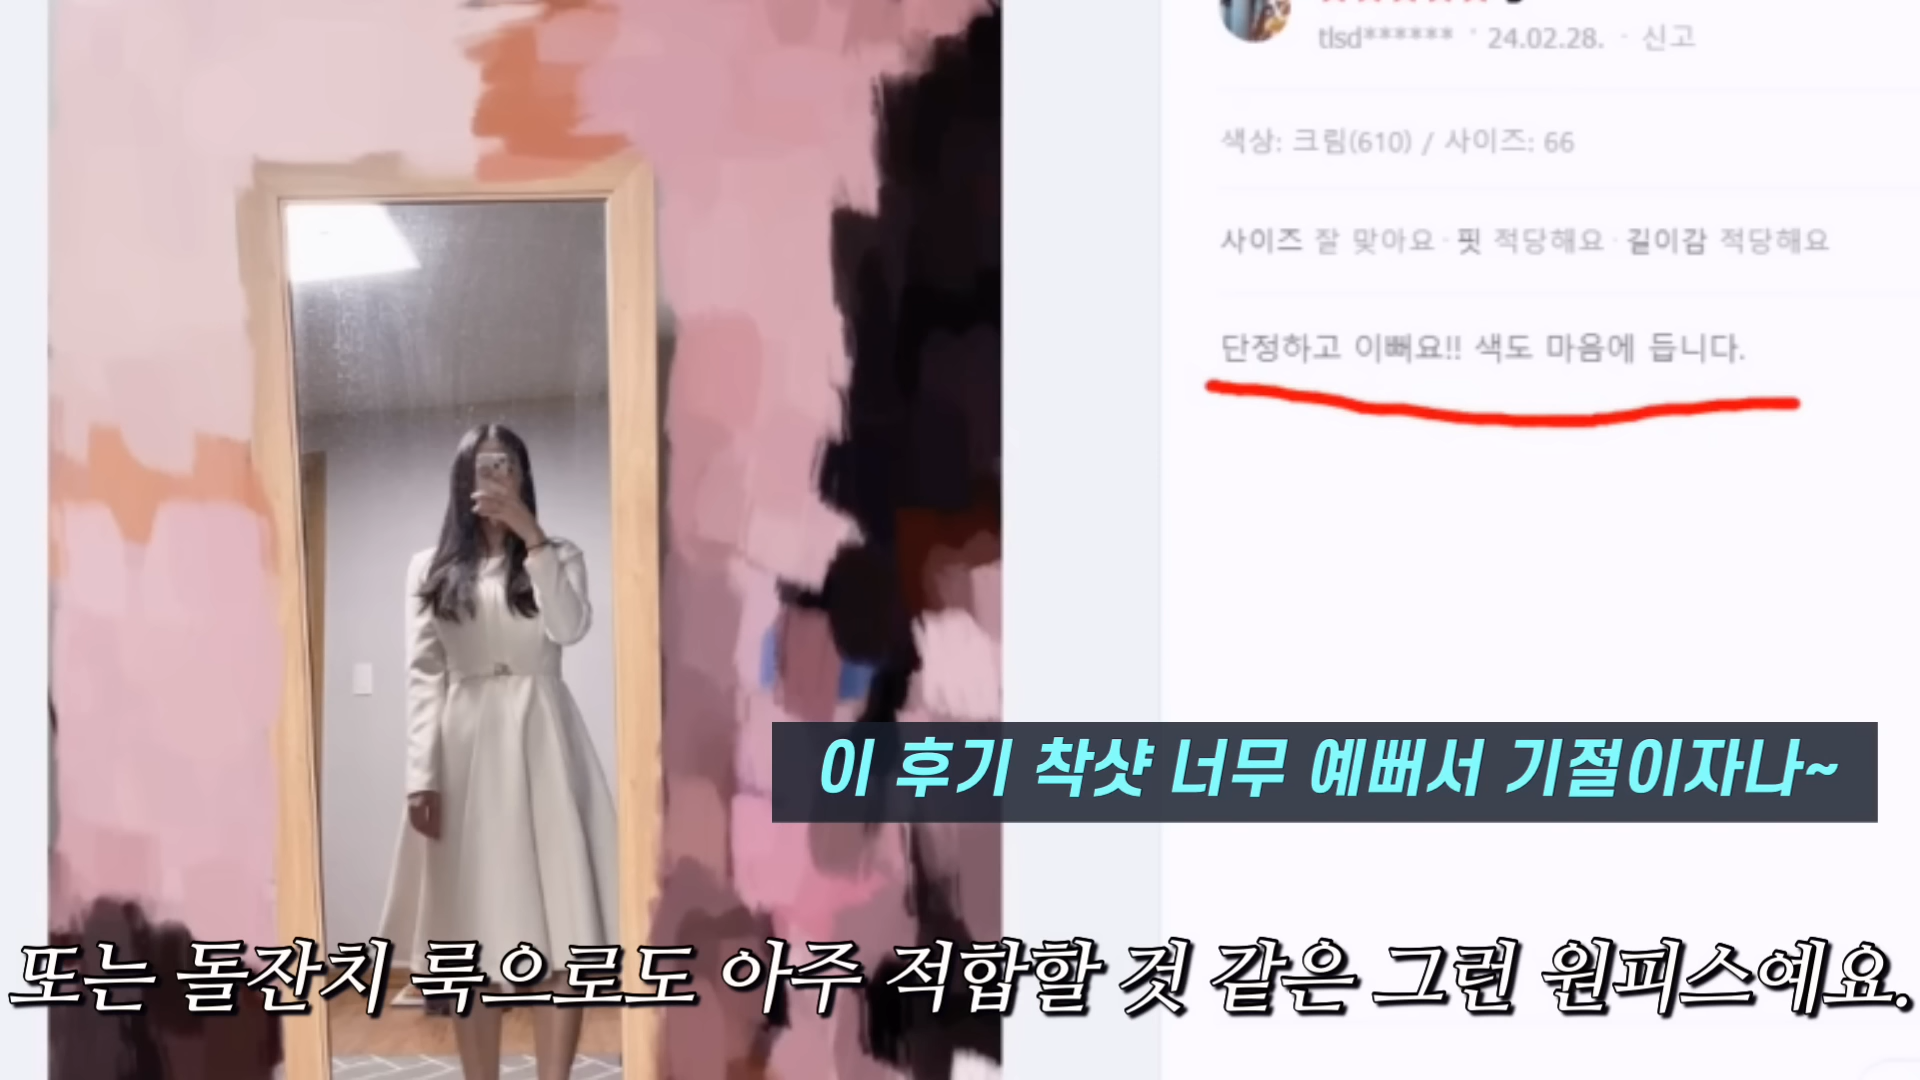 tlsd****** · 24.02.28. · 신고
색상: 크림(610) / 사이즈: 66
사이즈 잘 맞아요 · 핏 적당해요 · 길이감 적당해요
단정하고 이뻐요!! 색도 마음에 듭니다.
이 후기 착샷 너무 예뻐서 기절이자나~
또는 돌잔치 룩으로도 아주 적합할 것 같은 그런 원피스예요.